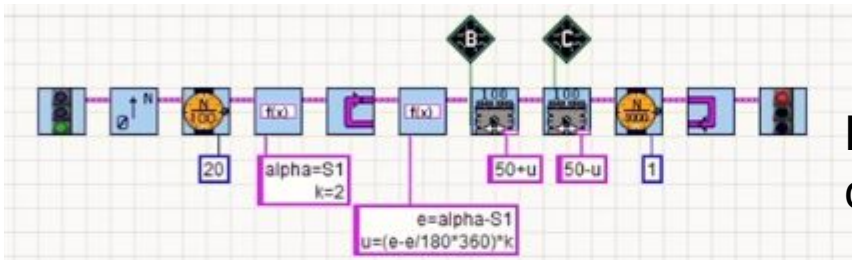 B
C
N
100
f(x)
f(x)
100
100
N
1000
20
alpha=S1
k=2
50+u
50-u
1
e=alpha-S1
u=(e-e/180*360)*k